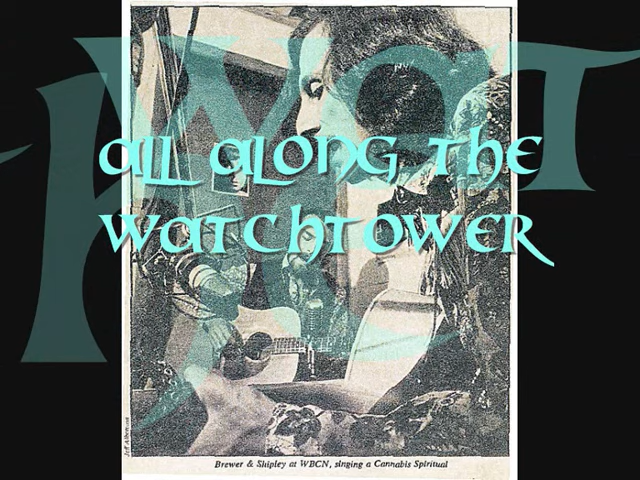 all along the
watchtower
Brewer & Shipley at WBCN, singing a Cannabis Spiritual